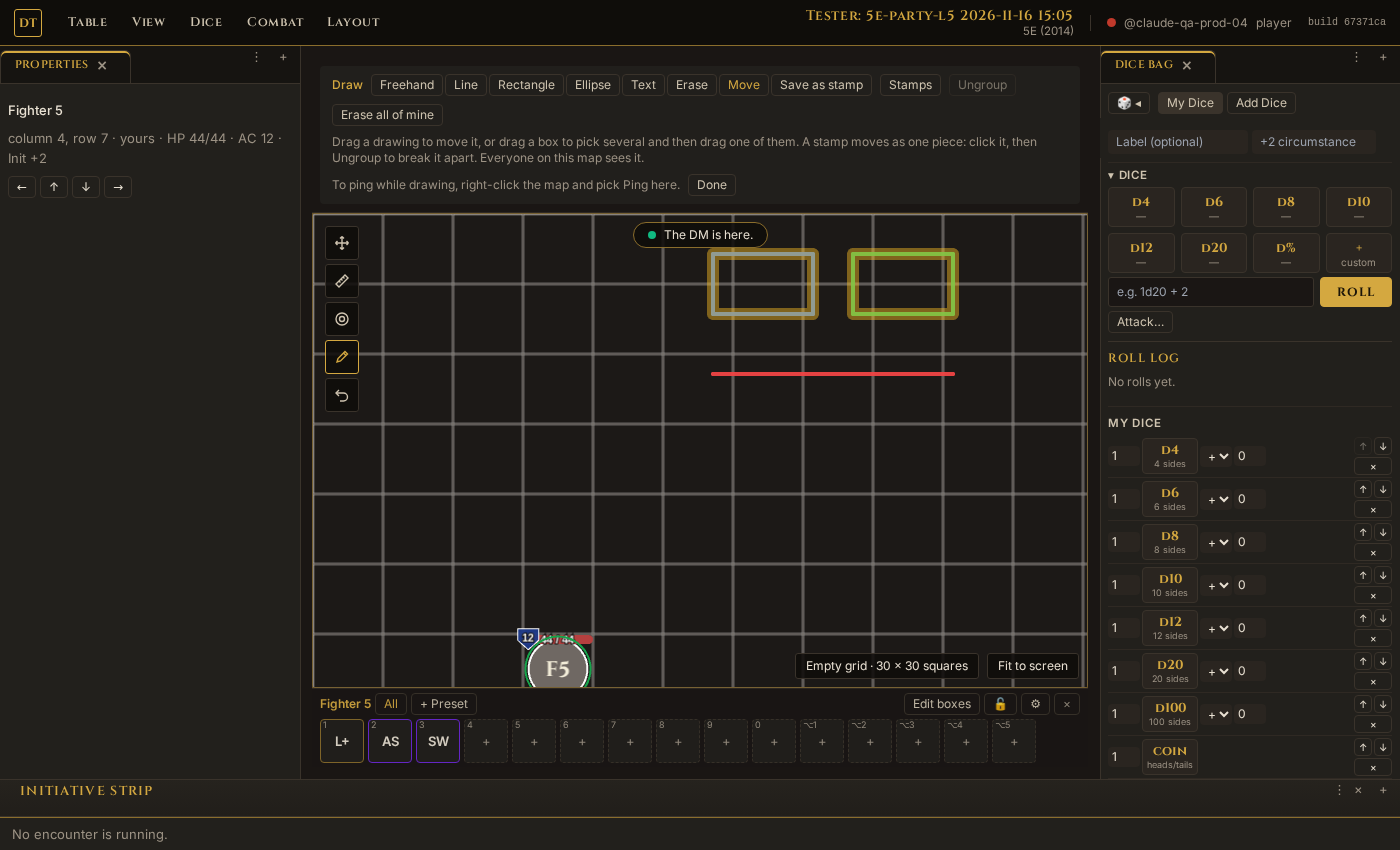 DT
TABLE VIEW DICE COMBAT LAYOUT
TESTER: 5E-PARTY-L5 2026-11-16 15:05
5E (2014)
@claude-qa-prod-04 player
build 67371ca
PROPERTIES ×
⋮ +
Fighter 5
column 4, row 7 · yours · HP 44/44 · AC 12 ·
Init +2
← ↑ ↓ →
Draw Freehand Line Rectangle Ellipse Text Erase Move Save as stamp Stamps Ungroup
Erase all of mine
Drag a drawing to move it, or drag a box to pick several and then drag one of them. A stamp moves as one piece: click it, then
Ungroup to break it apart. Everyone on this map sees it.
To ping while drawing, right-click the map and pick Ping here. Done
The DM is here.
12 44 / 44
F5
Empty grid · 30 × 30 squares Fit to screen
Fighter 5 All + Preset Edit boxes 🔓 ⚙ ×
1 2 3 4 5 6 7 8 9 0 ⌥1 ⌥2 ⌥3 ⌥4 ⌥5
L+ AS SW + + + + + + + + + + + +
DICE BAG ×
⋮ +
🎲 ◂ My Dice Add Dice
Label (optional) +2 circumstance
▾ DICE
D4 D6 D8 D10
— — — —
D12 D20 D% +
— — — custom
e.g. 1d20 + 2 ROLL
Attack...
ROLL LOG
No rolls yet.
MY DICE
1 D4 + 0 ↑ ↓
4 sides ×
1 D6 + 0 ↑ ↓
6 sides ×
1 D8 + 0 ↑ ↓
8 sides ×
1 D10 + 0 ↑ ↓
10 sides ×
1 D12 + 0 ↑ ↓
12 sides ×
1 D20 + 0 ↑ ↓
20 sides ×
1 D100 + 0 ↑ ↓
100 sides ×
1 COIN ↑ ↓
heads/tails ×
INITIATIVE STRIP
⋮ × +
No encounter is running.